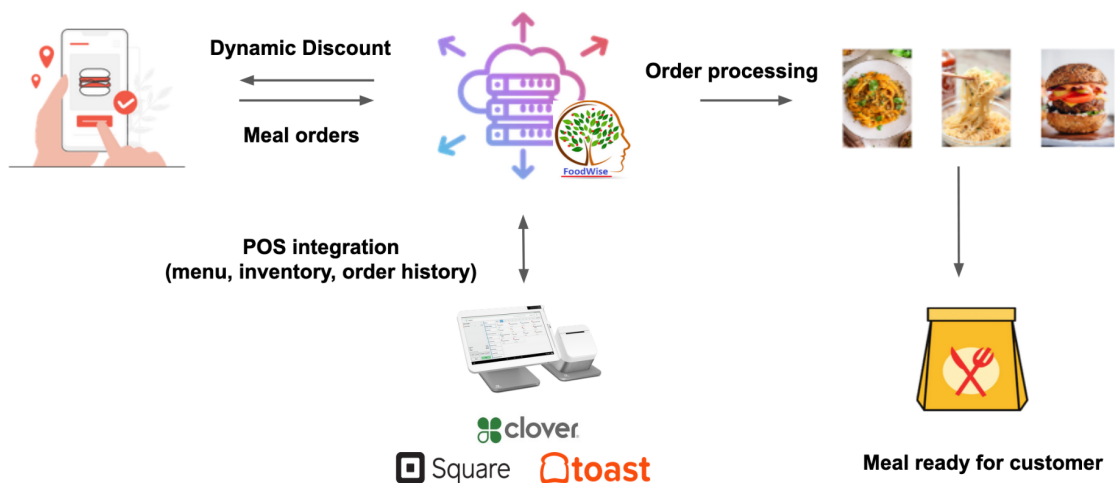 Dynamic Discount
Meal orders
Order processing
FoodWise
POS integration
(menu, inventory, order history)
clover
Square
toast
Meal ready for customer